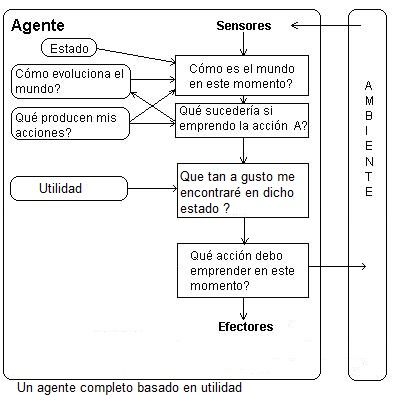 Agente
Sensores
Estado
Cómo evoluciona el
mundo?
Cómo es el mundo
en este momento?
Qué producen mis
acciones?
Qué sucedería si
emprendo la acción A?
Utilidad
Que tan a gusto me
encontraré en dicho
estado ?
Qué acción debo
emprender en este
momento?
Efectores
AMBIENTE
Un agente completo basado en utilidad